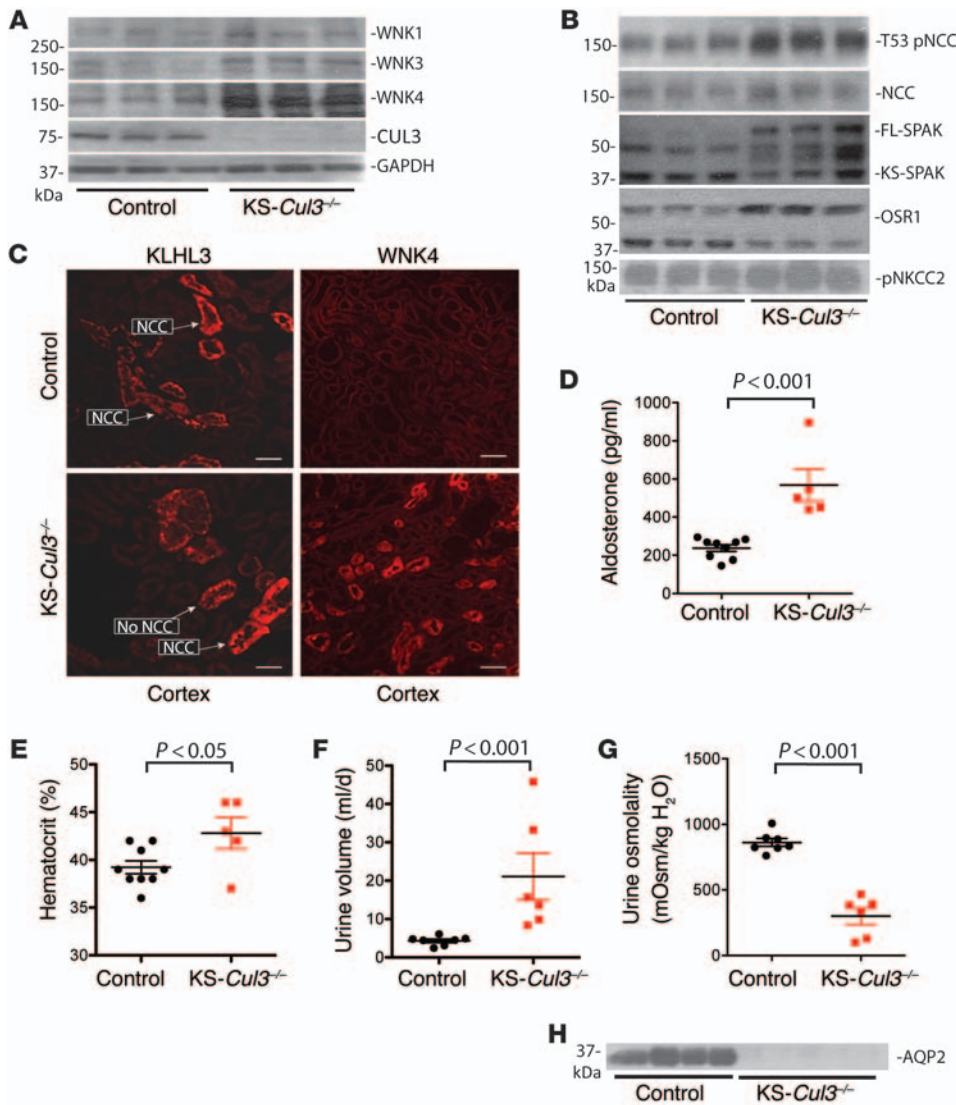 A
250-
150-
150-
75-
37-
kDa
-WNK1
-WNK3
-WNK4
-CUL3
-GAPDH
Control KS-Cul3–/–
B
150-
150-
50-
37-
50-
37-
150-
kDa
-T53 pNCC
-NCC
-FL-SPAK
-KS-SPAK
-OSR1
-pNKCC2
Control KS-Cul3–/–
C
KLHL3 WNK4
Control
NCC
NCC
KS-Cul3–/–
No NCC
NCC
Cortex Cortex
D
P < 0.001
Aldosterone (pg/ml)
1000
800
600
400
200
0
Control KS-Cul3–/–
E
P < 0.05
Hematocrit (%)
50
45
40
35
30
Control KS-Cul3–/–
F
P < 0.001
Urine volume (ml/d)
50
40
30
20
10
0
Control KS-Cul3–/–
G
P < 0.001
Urine osmolality
(mOsm/kg H₂O)
1500
1000
500
0
Control KS-Cul3–/–
H
37-
kDa
-AQP2
Control KS-Cul3–/–